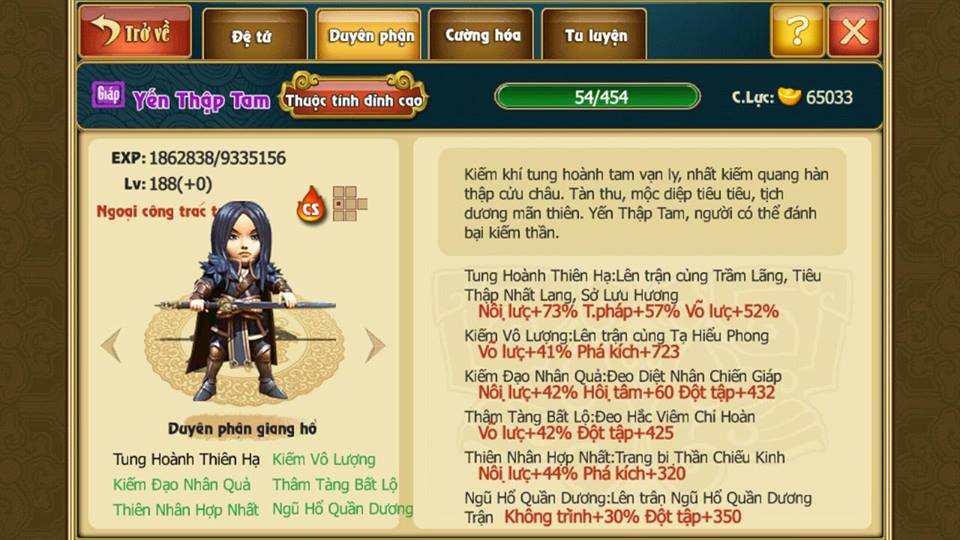 Trở về
Đệ tử
Duyên phận
Cường hóa
Tu luyện
?
X
Giáp
Yến Thập Tam
Thuộc tính đỉnh cao
54/454
C.Lực: 65033
EXP: 1862838/9335156
Lv: 188(+0)
Ngoại công trac t
CS
Duyên phận giang hồ
Tung Hoành Thiên Hạ Kiếm Vô Lượng
Kiếm Đạo Nhân Quả Thâm Tàng Bất Lộ
Thiên Nhân Hợp Nhất Ngũ Hổ Quần Dương
Kiếm khí tung hoành tam vạn ly, nhất kiếm quang hàn
thập cửu châu. Tàn thu, mộc diệp tiêu tiêu, tịch
dương mãn thiên. Yến Thập Tam, người có thể đánh
bại kiếm thần.
Tung Hoành Thiên Hạ:Lên trận cùng Trầm Lãng, Tiêu
Thập Nhất Lang, Sở Lưu Hương
Nội lực+73% T.pháp+57% Võ lực+52%
Kiếm Vô Lượng:Lên trận cùng Tạ Hiểu Phong
Võ lực+41% Phá kích+723
Kiếm Đạo Nhân Quả:Đeo Diệt Nhân Chiến Giáp
Nội lực+42% Hội tâm+60 Đột tập+432
Thâm Tàng Bất Lộ:Đeo Hắc Viêm Chỉ Hoàn
Võ lực+42% Đột tập+425
Thiên Nhân Hợp Nhất:Trang bị Thần Chiếu Kinh
Nội lực+44% Phá kích+320
Ngũ Hổ Quần Dương:Lên trận Ngũ Hổ Quần Dương
Trận Không trình+30% Đột tập+350